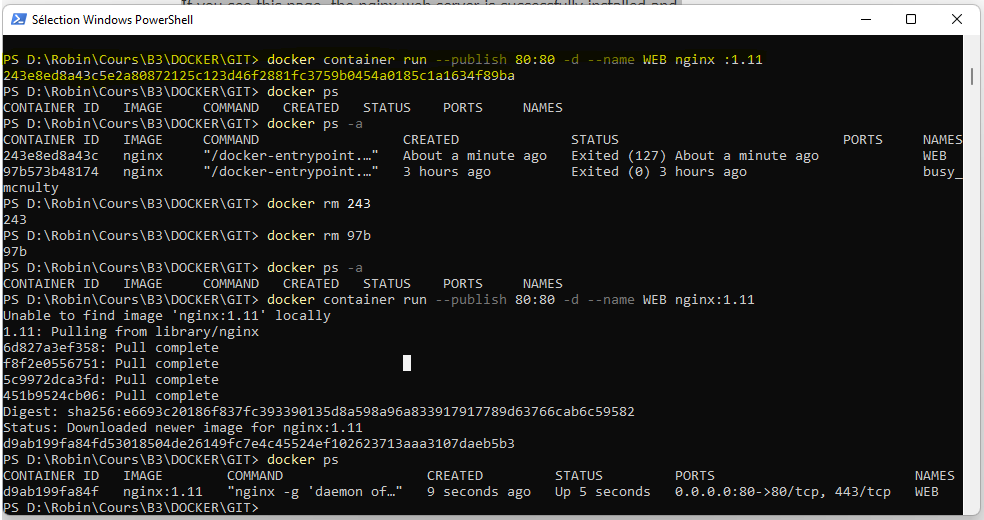 If you see this page, the nginx web server is successfully installed and
Sélection Windows PowerShell
PS D:\Robin\Cours\B3\DOCKER\GIT> docker container run --publish 80:80 -d --name WEB nginx :1.11
243e8ed8a43c5e2a80872125c123d46f2881fc3759b0454a0185c1a1634f89ba
PS D:\Robin\Cours\B3\DOCKER\GIT> docker ps
CONTAINER ID   IMAGE     COMMAND   CREATED   STATUS    PORTS     NAMES
PS D:\Robin\Cours\B3\DOCKER\GIT> docker ps -a
CONTAINER ID   IMAGE     COMMAND                  CREATED              STATUS                            PORTS     NAMES
243e8ed8a43c   nginx     "/docker-entrypoint.…"   About a minute ago   Exited (127) About a minute ago             WEB
97b573b48174   nginx     "/docker-entrypoint.…"   3 hours ago          Exited (0) 3 hours ago                      busy_
mcnulty
PS D:\Robin\Cours\B3\DOCKER\GIT> docker rm 243
243
PS D:\Robin\Cours\B3\DOCKER\GIT> docker rm 97b
97b
PS D:\Robin\Cours\B3\DOCKER\GIT> docker ps -a
CONTAINER ID   IMAGE     COMMAND   CREATED   STATUS    PORTS     NAMES
PS D:\Robin\Cours\B3\DOCKER\GIT> docker container run --publish 80:80 -d --name WEB nginx:1.11
Unable to find image 'nginx:1.11' locally
1.11: Pulling from library/nginx
6d827a3ef358: Pull complete
f8f2e0556751: Pull complete
5c9972dca3fd: Pull complete
451b9524cb06: Pull complete
Digest: sha256:e6693c20186f837fc393390135d8a598a96a833917917789d63766cab6c59582
Status: Downloaded newer image for nginx:1.11
d9ab199fa84fd53018504de26149fc7e4c45524ef102623713aaa3107daeb5b3
PS D:\Robin\Cours\B3\DOCKER\GIT> docker ps
CONTAINER ID   IMAGE        COMMAND                  CREATED         STATUS         PORTS                         NAMES
d9ab199fa84f   nginx:1.11   "nginx -g 'daemon of…"   9 seconds ago   Up 5 seconds   0.0.0.0:80->80/tcp, 443/tcp   WEB
PS D:\Robin\Cours\B3\DOCKER\GIT>